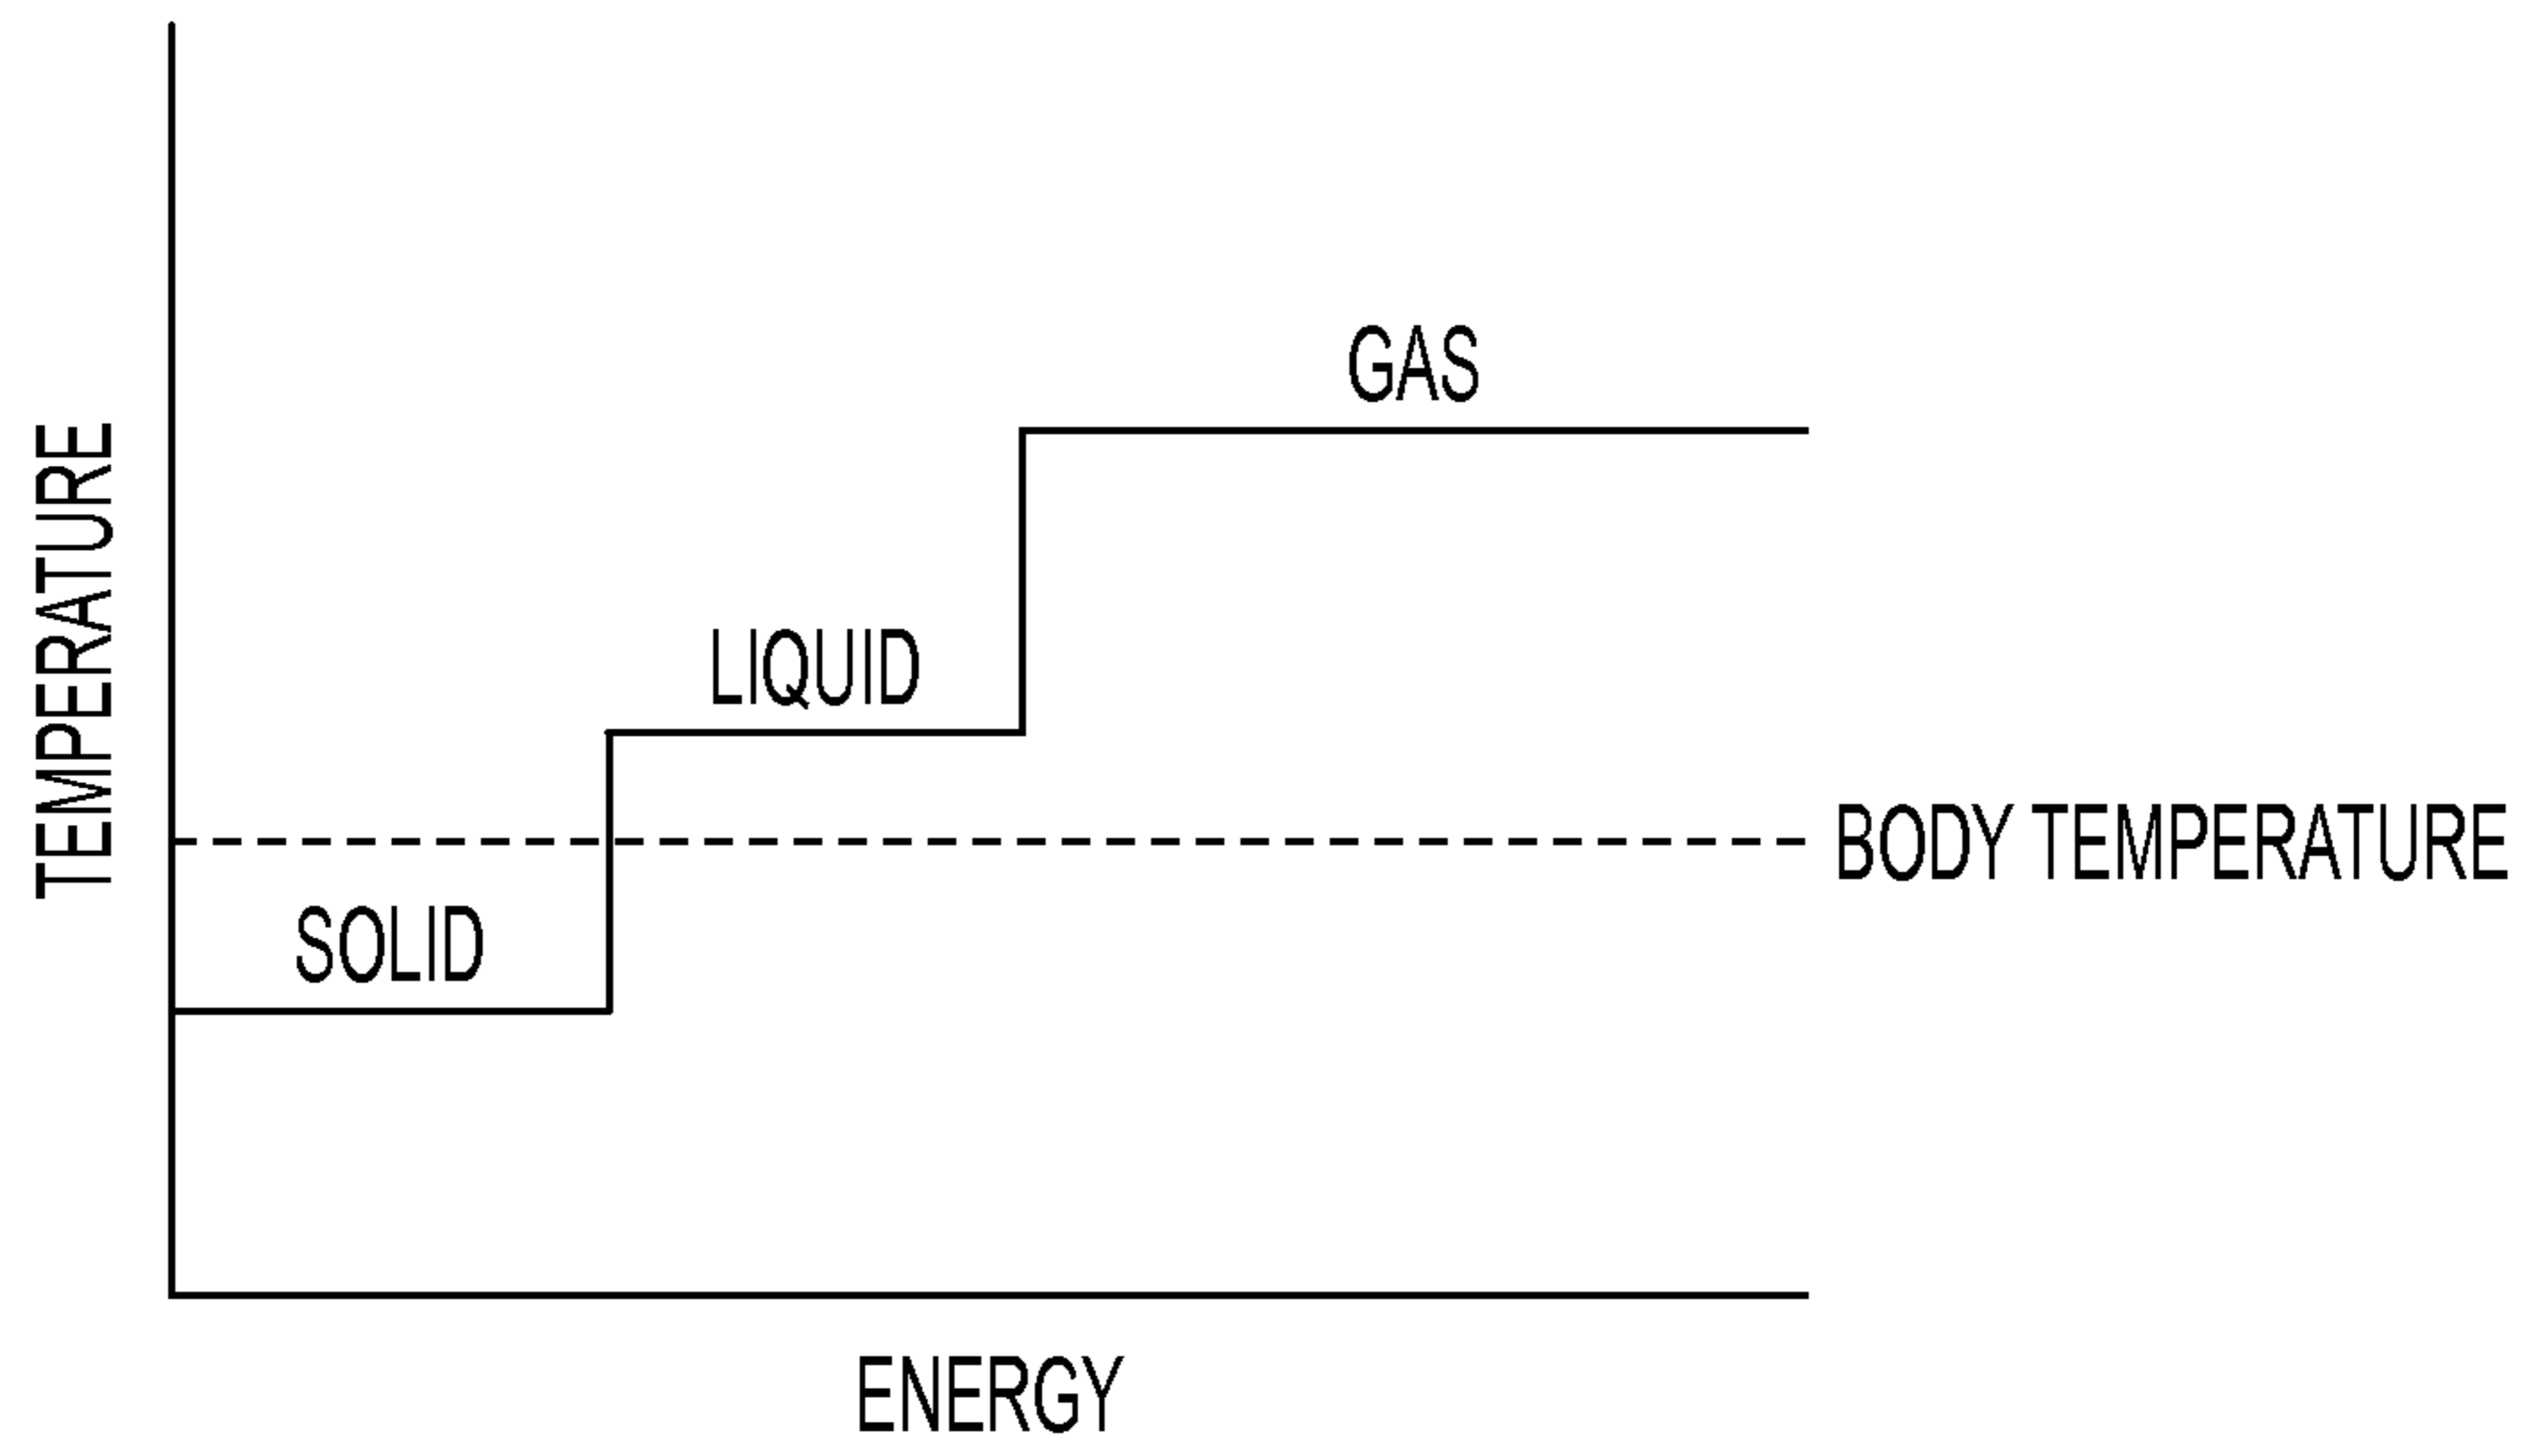 TEMPERATURE
GAS
LIQUID
BODY TEMPERATURE
SOLID
ENERGY